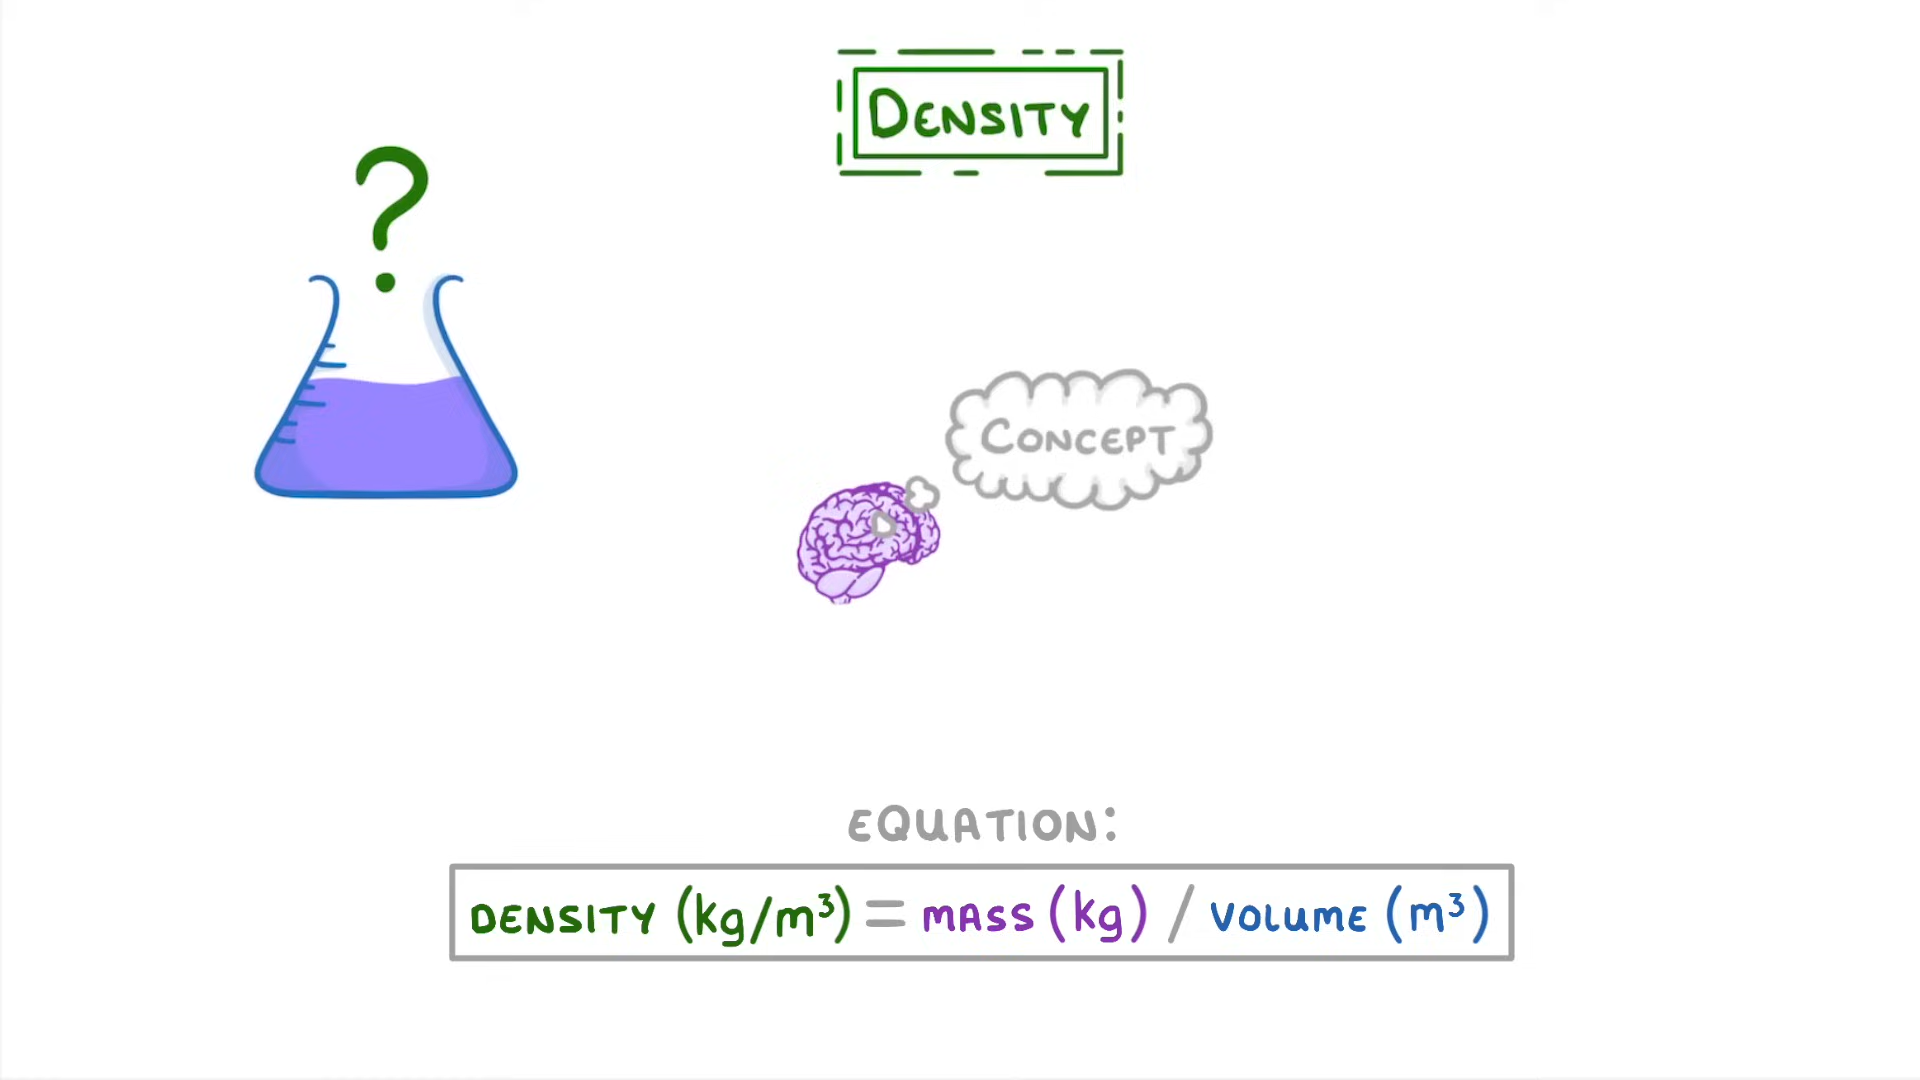 DENSITY
?
CONCEPT
EQUATION:
DENSITY (kg/m³) = MASS (kg) / VOLUME (m³)